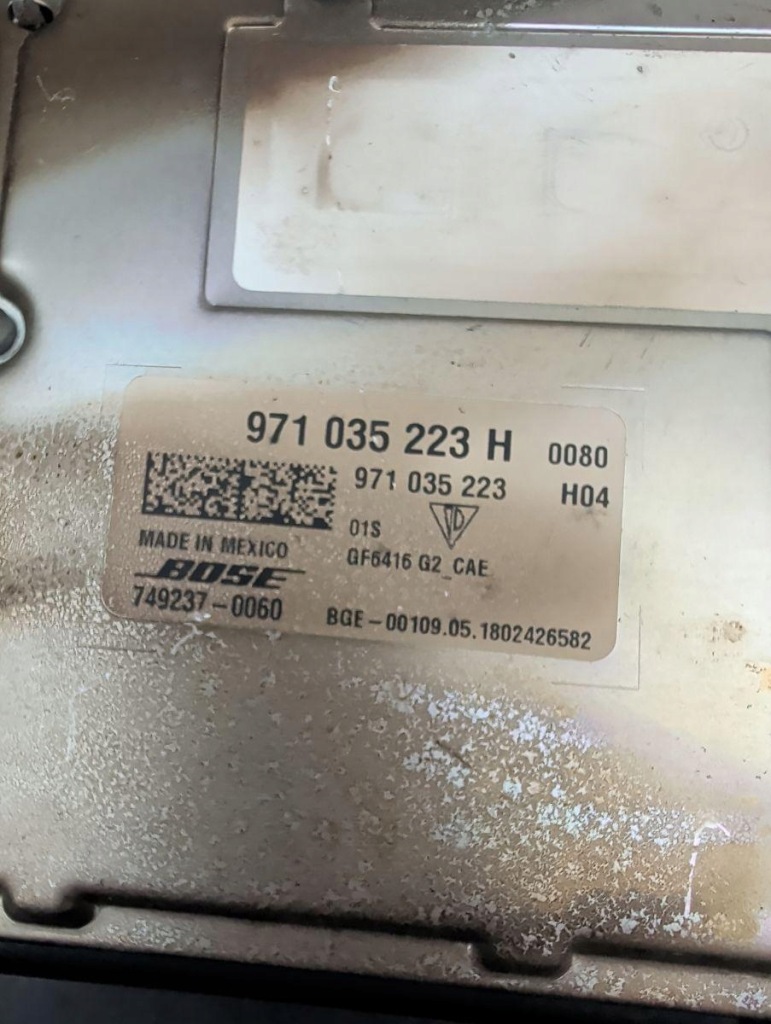 971 035 223 H 0080
971 035 223 H04
01S
MADE IN MEXICO GF6416 G2_CAE
BOSE
749237-0060 BGE-00109.05.1802426582